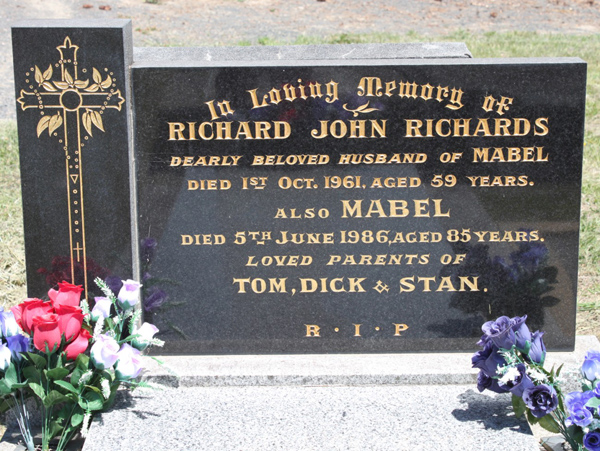 In Loving Memory of
RICHARD JOHN RICHARDS
DEARLY BELOVED HUSBAND OF MABEL
DIED 1ST OCT. 1961, AGED 59 YEARS.
ALSO MABEL
DIED 5TH JUNE 1986, AGED 85 YEARS.
LOVED PARENTS OF
TOM, DICK & STAN.
R · I · P